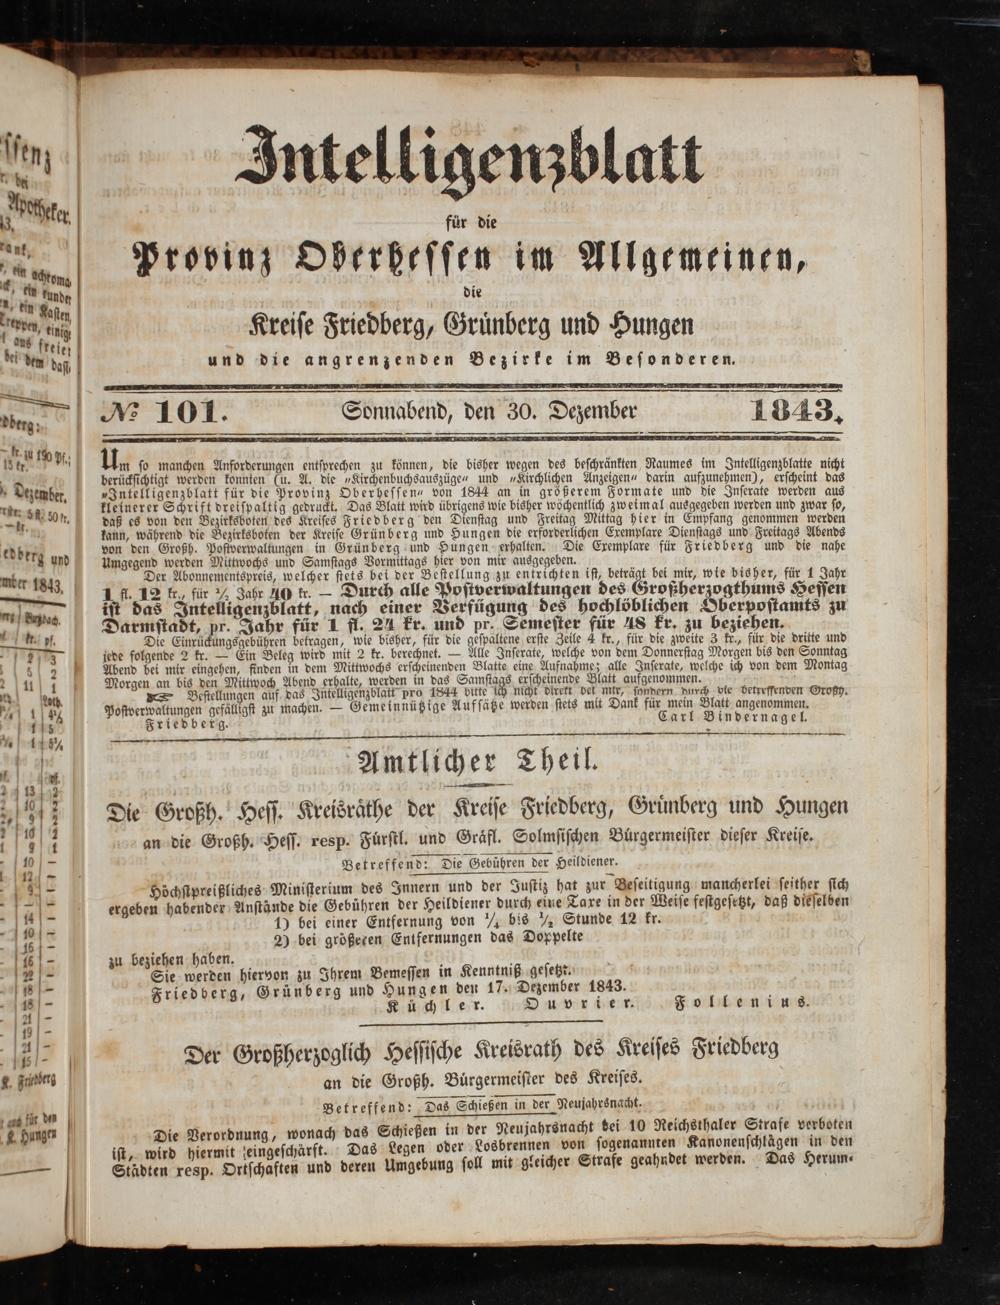 Intelligenzblatt
für die
Provinz Oberhessen im Allgemeinen,
die
Kreise Friedberg, Grünberg und Hungen
und die angrenzenden Bezirke im Besonderen.
№ 101. Sonnabend, den 30. Dezember 1843.
Um so manchen Anforderungen entsprechen zu können, die bisher wegen des beschränkten Raumes im Intelligenzblatte nicht
berücksichtigt werden konnten (u. A. die „Kirchenbuchsauszüge“ und „Kirchlichen Anzeigen“ darin aufzunehmen), erscheint das
„Intelligenzblatt für die Provinz Oberhessen“ von 1844 an in größerem Formate und die Inserate werden aus
kleinerer Schrift dreispaltig gedruckt. Das Blatt wird übrigens wie bisher wöchentlich zweimal ausgegeben werden und zwar so,
daß es von den Bezirksboten des Kreises Friedberg den Dienstag und Freitag Mittag hier in Empfang genommen werden
kann, während die Bezirksboten der Kreise Grünberg und Hungen die erforderlichen Exemplare Dienstags und Freitags Abends
von den Großh. Postverwaltungen in Grünberg und Hungen erhalten. Die Exemplare für Friedberg und die nahe
Umgegend werden Mittwochs und Samstags Vormittags hier von mir ausgegeben.
Der Abonnementspreis, welcher stets bei der Bestellung zu entrichten ist, beträgt bei mir, wie bisher, für 1 Jahr
1 fl. 12 kr., für ½ Jahr 40 kr. — Durch alle Postverwaltungen des Großherzogthums Hessen
ist das Intelligenzblatt, nach einer Verfügung des hochlöblichen Oberpostamts zu
Darmstadt, pr. Jahr für 1 fl. 24 kr. und pr. Semester für 48 kr. zu beziehen.
Die Einrückungsgebühren betragen, wie bisher, für die gespaltene erste Zeile 4 kr., für die zweite 3 kr., für die dritte und
jede folgende 2 kr. — Ein Beleg wird mit 2 kr. berechnet. — Alle Inserate, welche von dem Donnerstag Morgen bis den Sonntag
Abend bei mir eingehen, finden in dem Mittwochs erscheinenden Blatte eine Aufnahme; alle Inserate, welche ich von dem Montag
Morgen an bis den Mittwoch Abend erhalte, werden in das Samstags erscheinende Blatt aufgenommen.
☞ Bestellungen auf das Intelligenzblatt pro 1844 bitte ich nicht direkt bei mir, sondern durch die betreffenden Großh.
Postverwaltungen gefälligst zu machen. — Gemeinnützige Aufsätze werden stets mit Dank für mein Blatt angenommen.
Friedberg. Carl Bindernagel.
Amtlicher Theil.
Die Großh. Hess. Kreisräthe der Kreise Friedberg, Grünberg und Hungen
an die Großh. Hess. resp. Fürstl. und Gräfl. Solmsischen Bürgermeister dieser Kreise.
Betreffend: Die Gebühren der Heildiener.
Höchstpreißliches Ministerium des Innern und der Justiz hat zur Beseitigung mancherlei seither sich
ergeben habender Anstände die Gebühren der Heildiener durch eine Taxe in der Weise festgesetzt, daß dieselben
1) bei einer Entfernung von ¼ bis ½ Stunde 12 kr.
2) bei größeren Entfernungen das Doppelte
zu beziehen haben.
Sie werden hiervon zu Ihrem Bemessen in Kenntniß gesetzt.
Friedberg, Grünberg und Hungen den 17. Dezember 1843.
Küchler. Ouvrier. Follenius.
Der Großherzoglich Hessische Kreisrath des Kreises Friedberg
an die Großh. Bürgermeister des Kreises.
Betreffend: Das Schießen in der Neujahrsnacht.
Die Verordnung, wonach das Schießen in der Neujahrsnacht bei 10 Reichsthaler Strafe verboten
ist, wird hiermit eingeschärft. Das Legen oder Losbrennen von sogenannten Kanonenschlägen in den
Städten resp. Ortschaften und deren Umgebung soll mit gleicher Strafe geahndet werden. Das Herum-